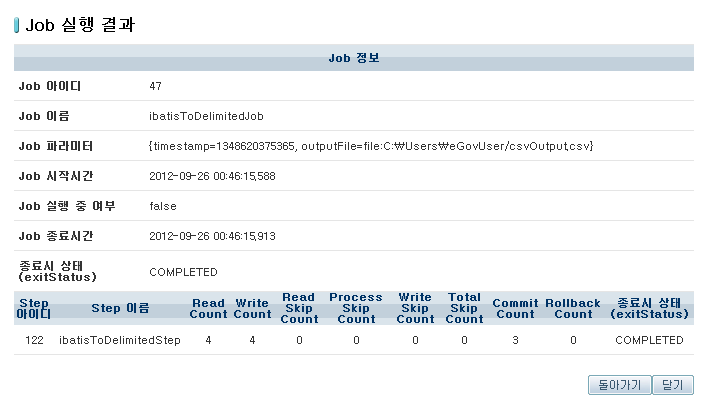 Job 실행 결과
Job 정보
Job 아이디 47
Job 이름 ibatisToDelimitedJob
Job 파라미터 {timestamp=1348620375365, outputFile=file:C:\Users\eGovUser/csvOutput.csv}
Job 시작시간 2012-09-26 00:46:15.588
Job 실행 중 여부 false
Job 종료시간 2012-09-26 00:46:15.913
종료시 상태
(exitStatus) COMPLETED
Step 아이디 Step 이름 Read Count Write Count Read Skip Count Process Skip Count Write Skip Count Total Skip Count Commit Count Rollback Count 종료시 상태 (exitStatus)
122 ibatisToDelimitedStep 4 4 0 0 0 0 3 0 COMPLETED
돌아가기 닫기